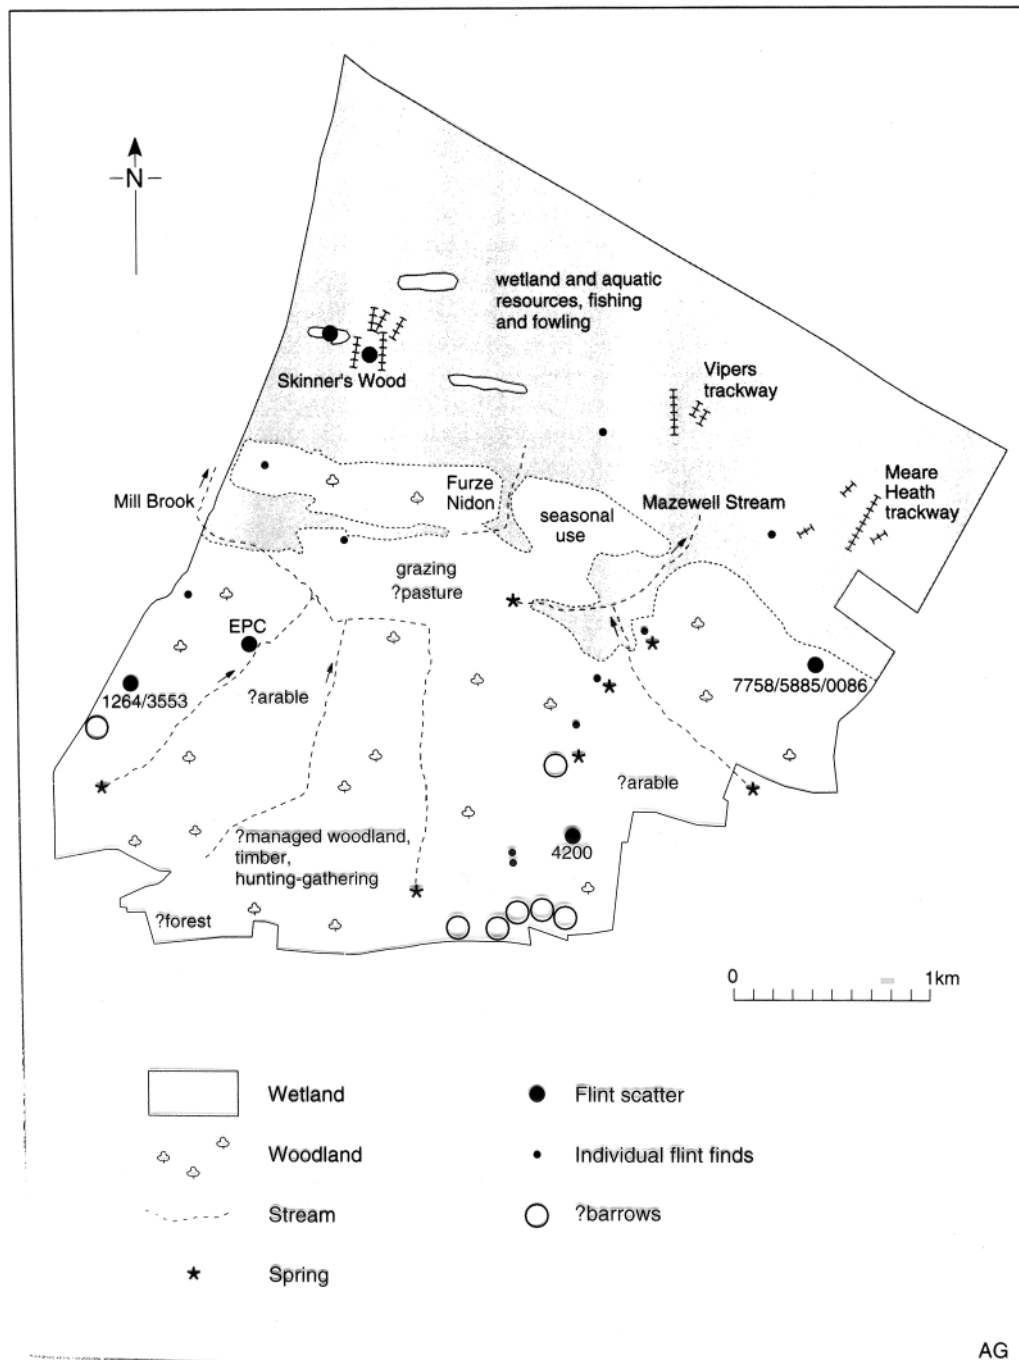 N
wetland and aquatic
resources, fishing
and fowling
Skinner's Wood
Vipers
trackway
Meare
Heath
trackway
Furze
Nidon
Mill Brook
seasonal
use
Mazewell Stream
grazing
?pasture
EPC
1264/3553
?arable
7758/5885/0086
?arable
?managed woodland,
timber,
hunting-gathering
4200
?forest
0
1km
Wetland
Flint scatter
Woodland
Individual flint finds
Stream
?barrows
Spring
AG